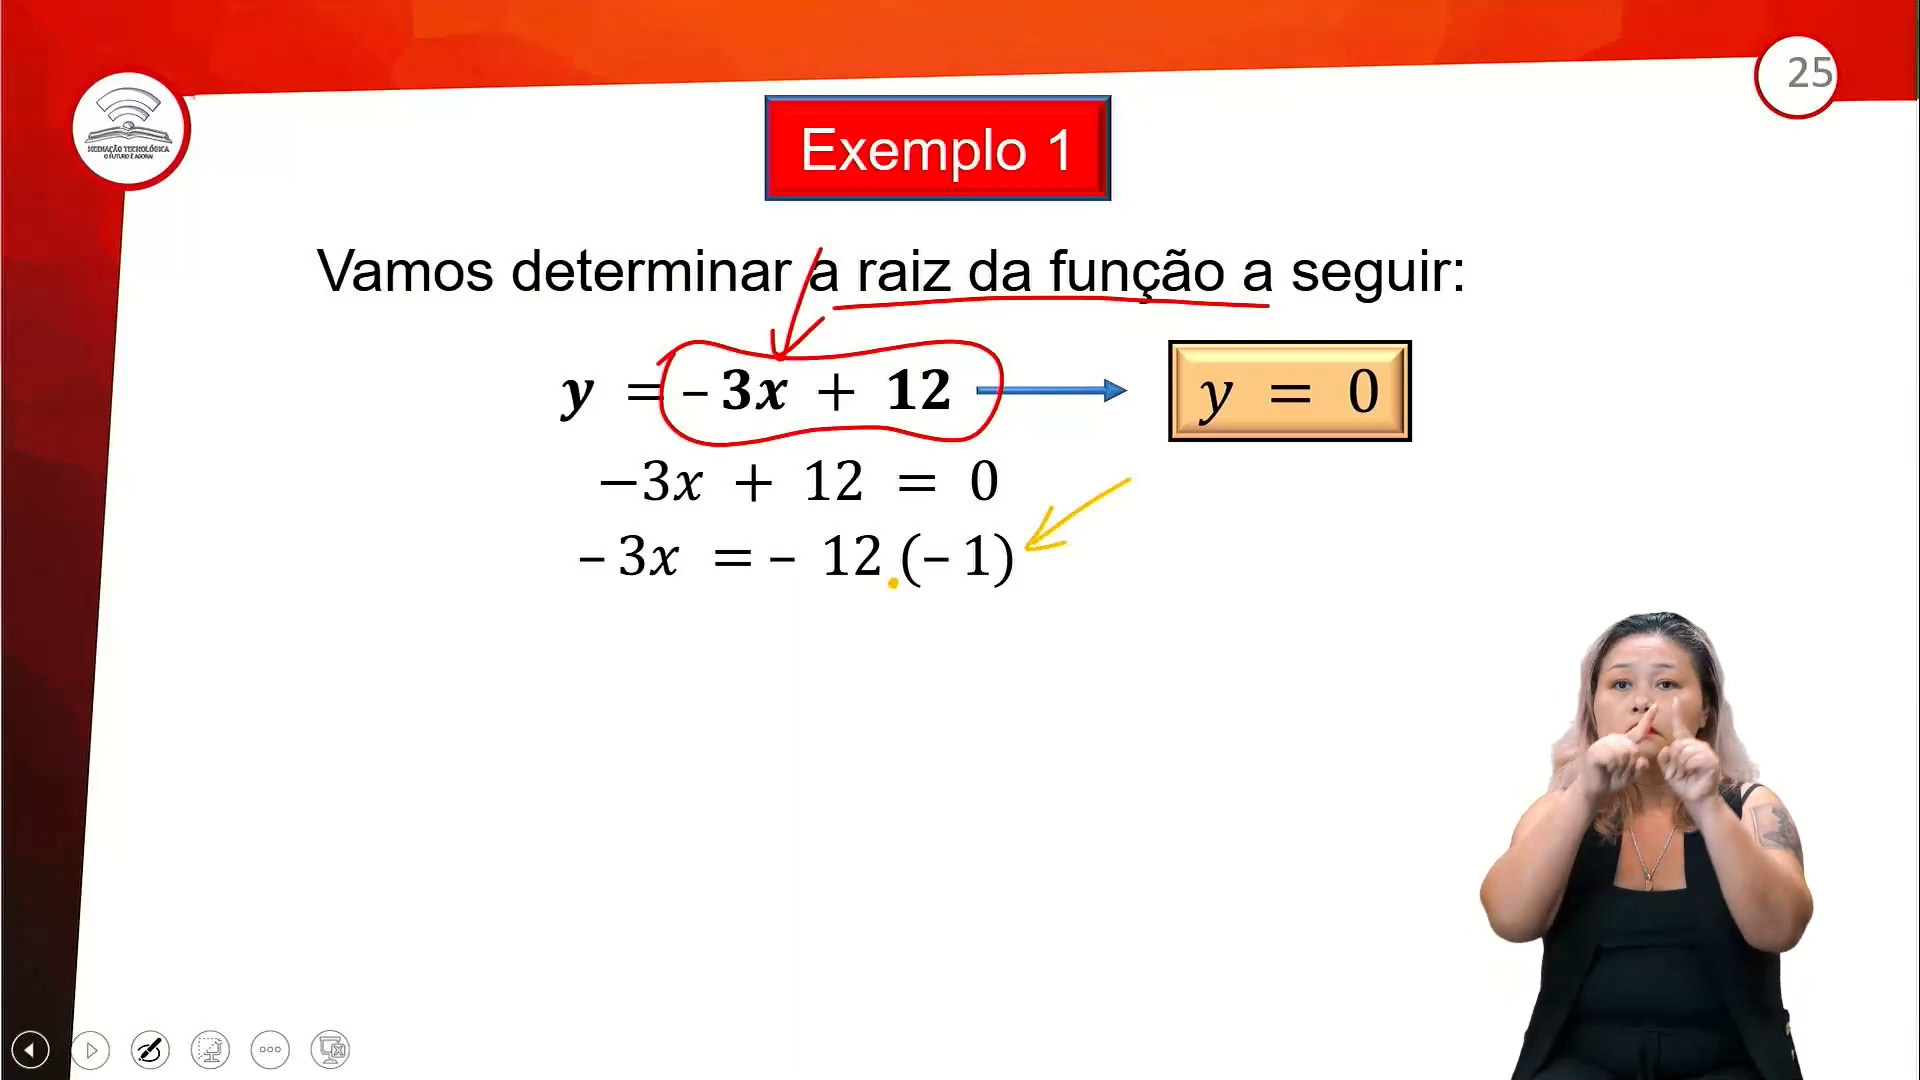 25
MEDIAÇÃO TECNOLÓGICA
O FUTURO É AGORA!
Exemplo 1
Vamos determinar a raiz da função a seguir:
y = – 3x + 12
y = 0
−3x + 12 = 0
– 3x = – 12 .(– 1)